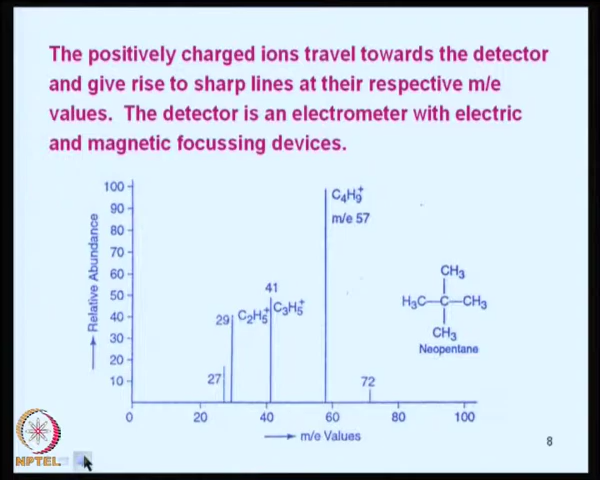 The positively charged ions travel towards the detector
and give rise to sharp lines at their respective m/e
values. The detector is an electrometer with electric
and magnetic focussing devices.
Relative Abundance
100
90
80
70
60
50
40
30
20
10
C4H9+
m/e 57
41
29
C2H5+
C3H5+
27
72
CH3
H3C-C-CH3
CH3
Neopentane
0
20
40
60
80
100
m/e Values
8
NPTEL